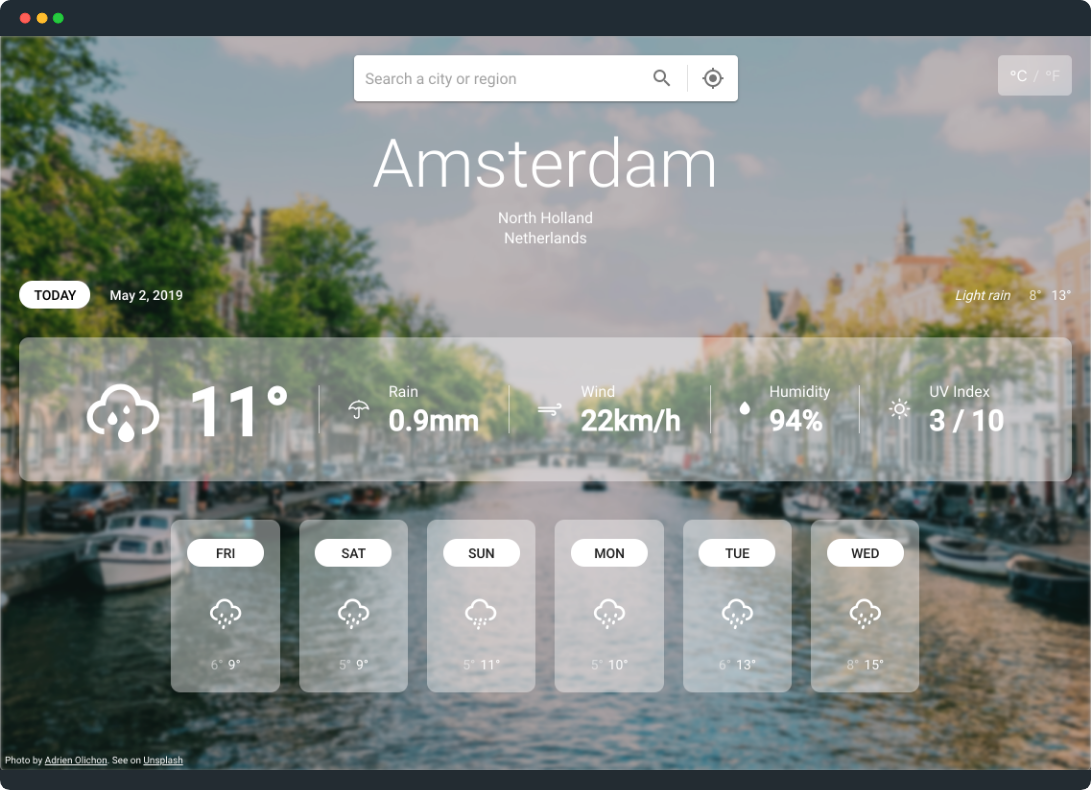 Search a city or region
°C / °F
Amsterdam
North Holland
Netherlands
TODAY May 2, 2019
Light rain 8° 13°
11°
Rain
0.9mm
Wind
22km/h
Humidity
94%
UV Index
3 / 10
FRI
6° 9°
SAT
5° 9°
SUN
5° 11°
MON
5° 10°
TUE
6° 13°
WED
8° 15°
Photo by Adrien Olichon. See on Unsplash